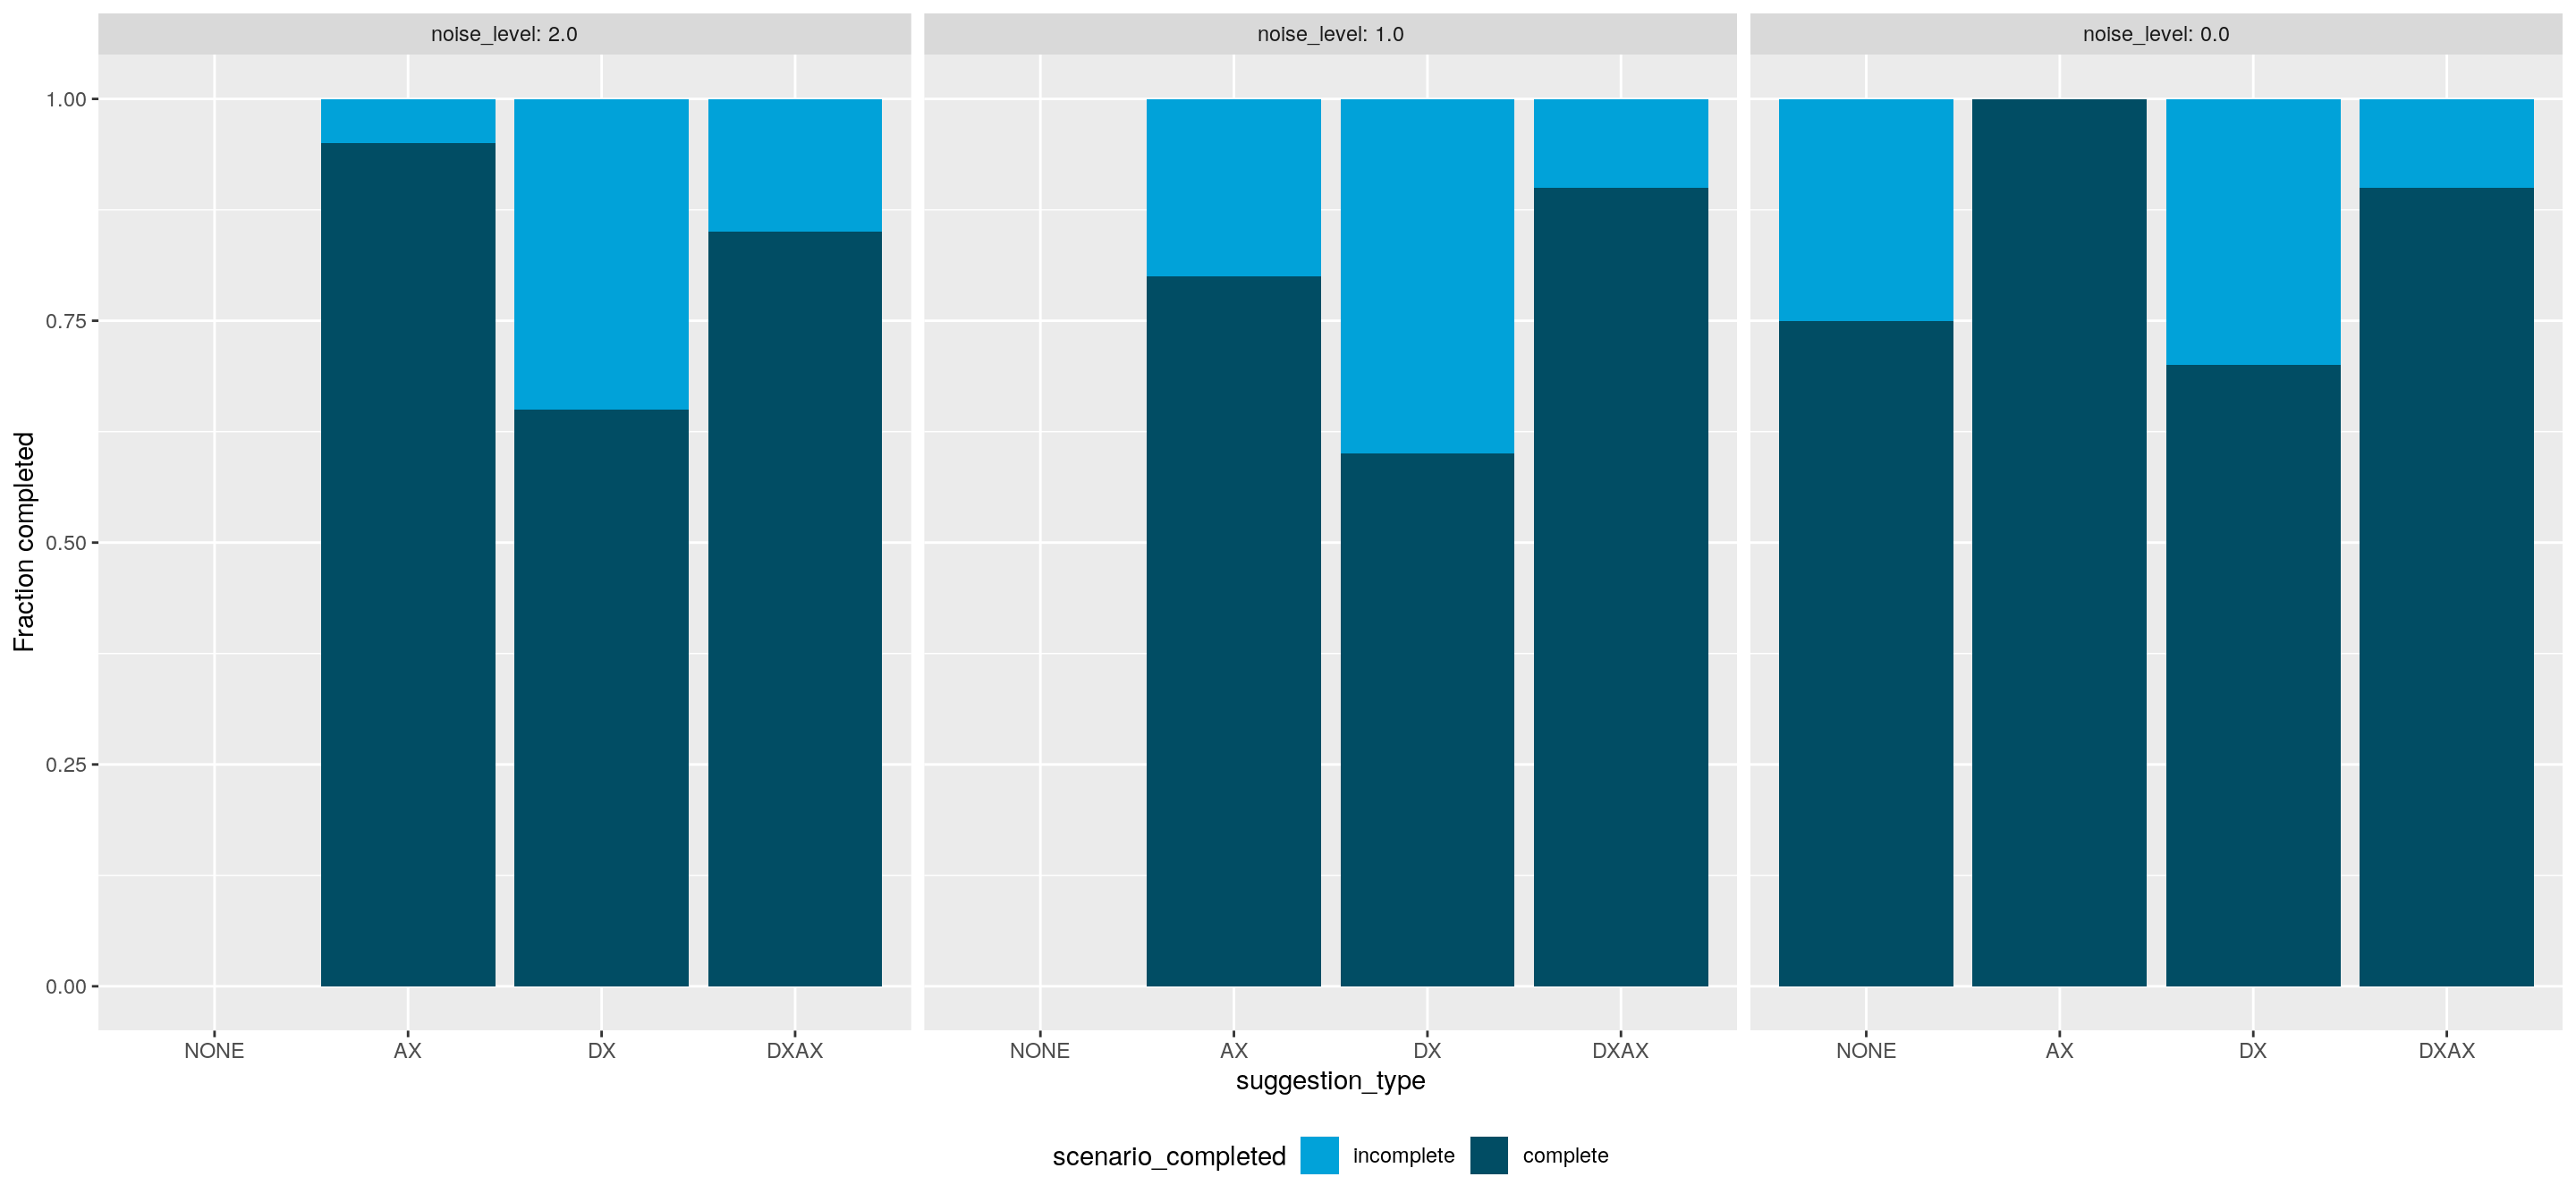 noise_level: 2.0 noise_level: 1.0 noise_level: 0.0
1.00
0.75
0.50
0.25
0.00
Fraction completed
NONE AX DX DXAX NONE AX DX DXAX NONE AX DX DXAX
suggestion_type
scenario_completed incomplete complete